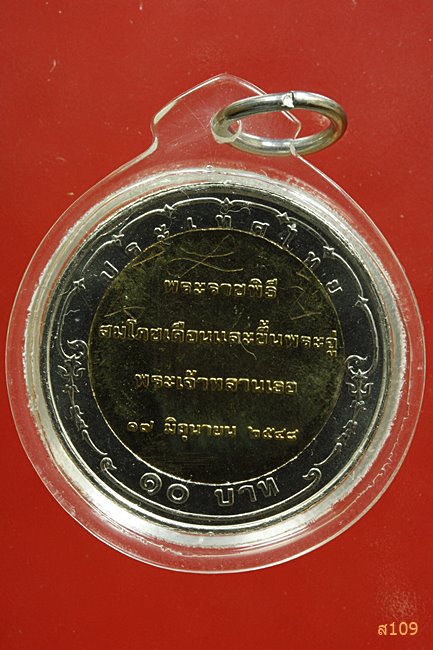 ประเทศไทย
พระราชพิธี
สมโภชเดือนและขึ้นพระอู่
พระเจ้าหลานเธอ
๑๗ มิถุนายน ๒๕๔๘
๑๐ บาท
ส109